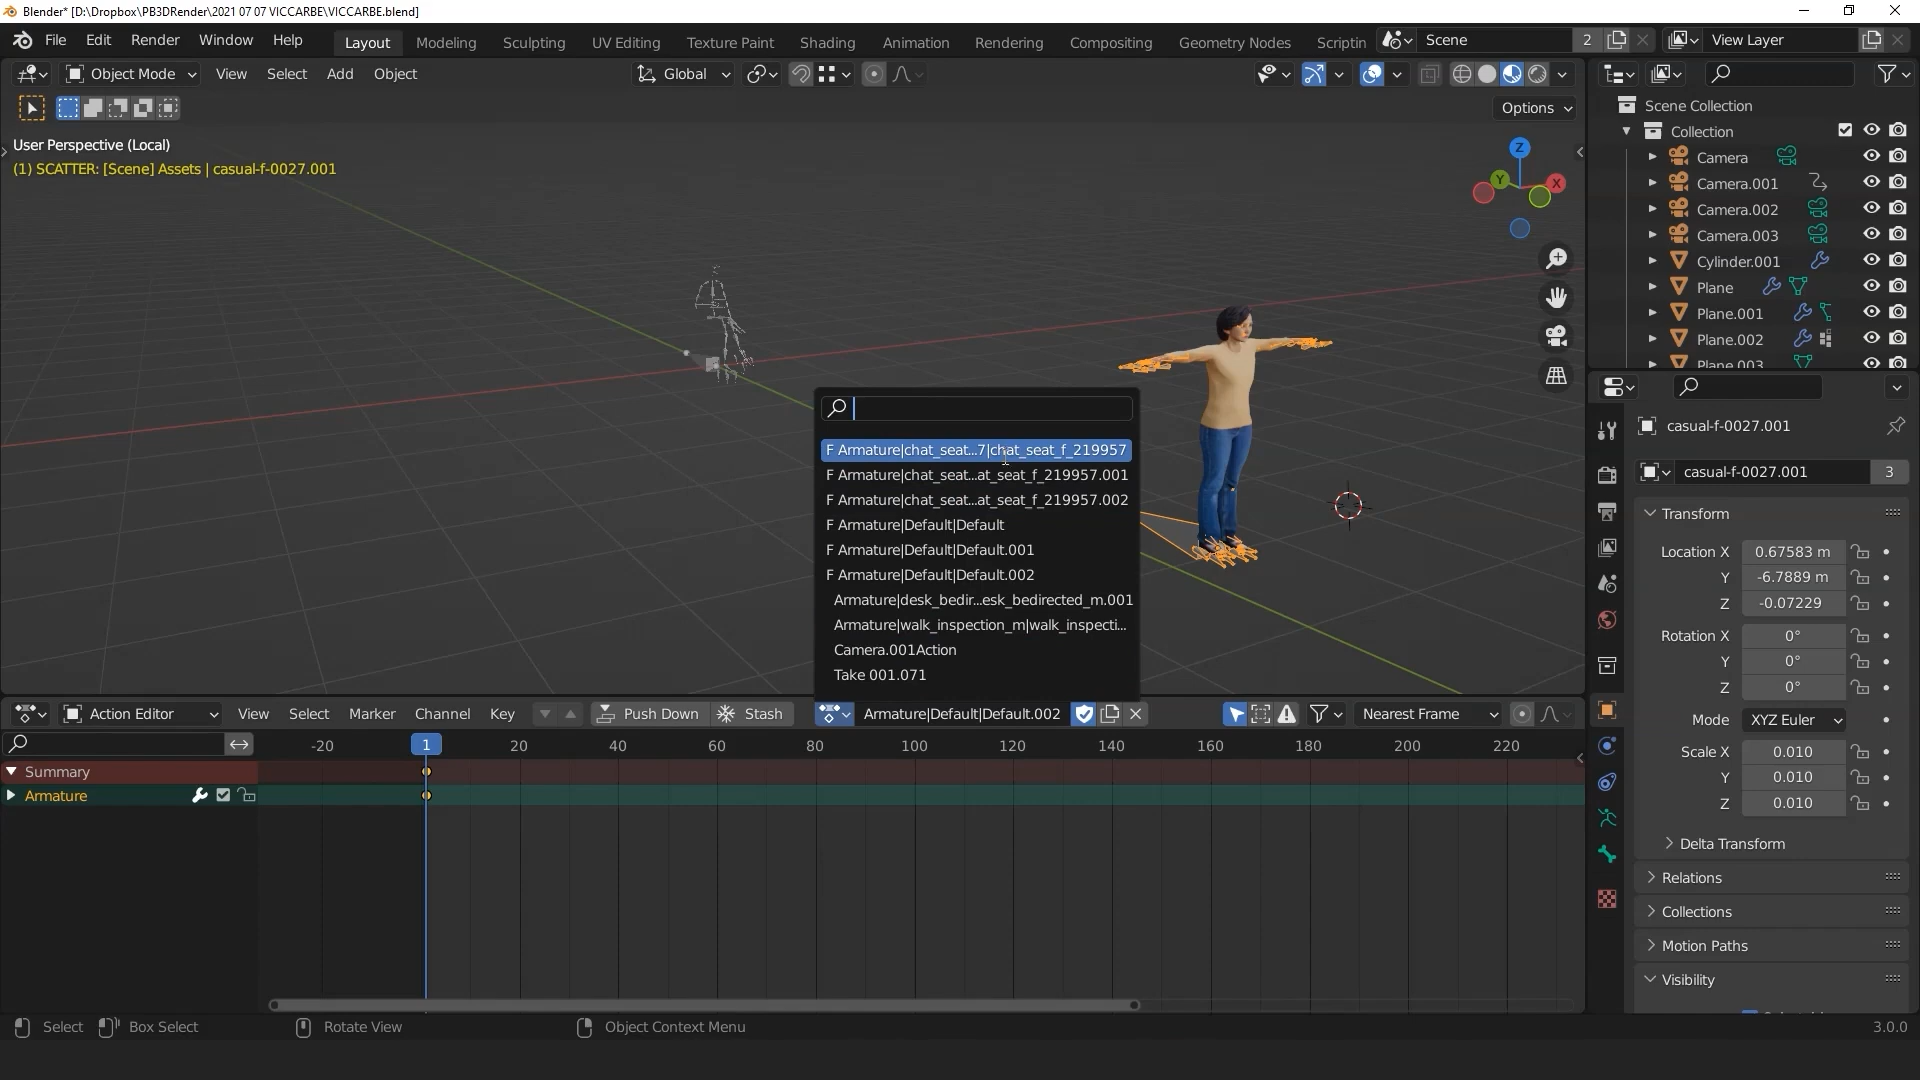 Blender* [D:\Dropbox\PB3DRender\2021 07 07 VICCARBE\VICCARBE.blend]
File Edit Render Window Help Layout Modeling Sculpting UV Editing Texture Paint Shading Animation Rendering Compositing Geometry Nodes Scriptin Scene 2 View Layer
Object Mode View Select Add Object Global
Options
User Perspective (Local)
(1) SCATTER: [Scene] Assets | casual-f-0027.001
Z
Y
X
Scene Collection
Collection
Camera
Camera.001
Camera.002
Camera.003
Cylinder.001
Plane
Plane.001
Plane.002
Plane.003
F Armature|chat_seat...7|chat_seat_f_219957
F Armature|chat_seat...at_seat_f_219957.001
F Armature|chat_seat...at_seat_f_219957.002
F Armature|Default|Default
F Armature|Default|Default.001
F Armature|Default|Default.002
Armature|desk_bedir...esk_bedirected_m.001
Armature|walk_inspection_m|walk_inspecti...
Camera.001Action
Take 001.071
casual-f-0027.001
casual-f-0027.001 3
Transform
Location X 0.67583 m
Y -6.7889 m
Z -0.07229
Rotation X 0°
Y 0°
Z 0°
Mode XYZ Euler
Scale X 0.010
Y 0.010
Z 0.010
Delta Transform
Relations
Collections
Motion Paths
Visibility
Action Editor View Select Marker Channel Key Push Down Stash Armature|Default|Default.002 Nearest Frame
-20 1 20 40 60 80 100 120 140 160 180 200 220
Summary
Armature
Select Box Select Rotate View Object Context Menu 3.0.0